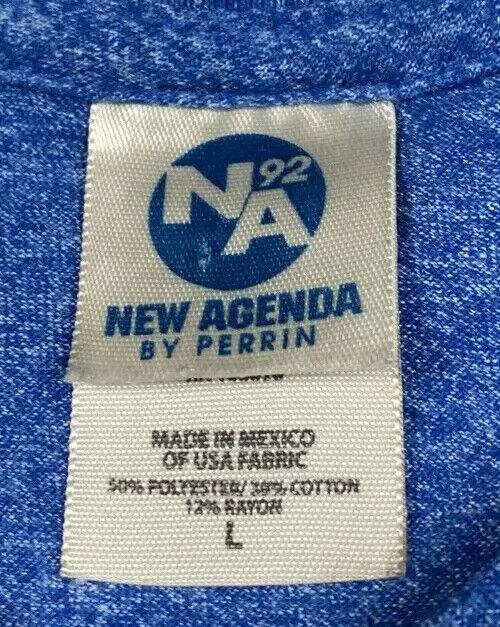 NA 92
NEW AGENDA
BY PERRIN
MADE IN MEXICO
OF USA FABRIC
50% POLYESTER/ 38% COTTON
12% RAYON
L